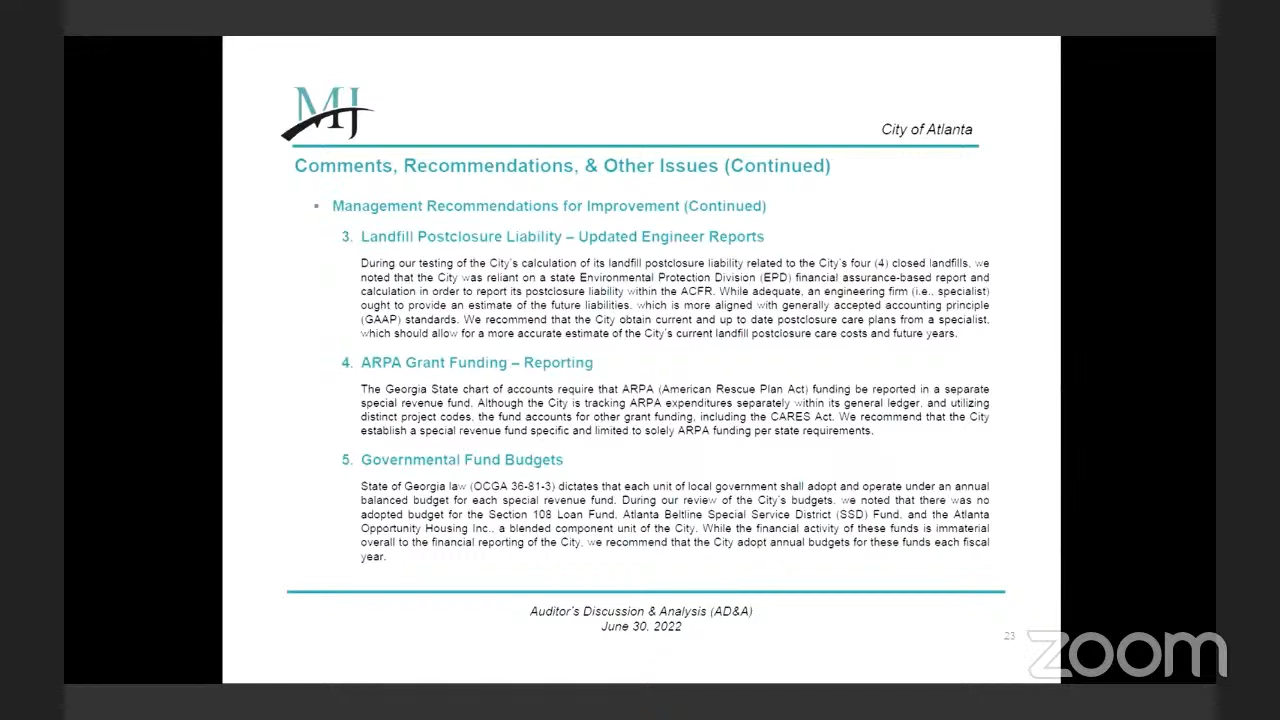 MJ
City of Atlanta
Comments, Recommendations, & Other Issues (Continued)
▪ Management Recommendations for Improvement (Continued)
3. Landfill Postclosure Liability – Updated Engineer Reports
During our testing of the City's calculation of its landfill postclosure liability related to the City's four (4) closed landfills, we
noted that the City was reliant on a state Environmental Protection Division (EPD) financial assurance-based report and
calculation in order to report its postclosure liability within the ACFR. While adequate, an engineering firm (i.e., specialist)
ought to provide an estimate of the future liabilities, which is more aligned with generally accepted accounting principle
(GAAP) standards. We recommend that the City obtain current and up to date postclosure care plans from a specialist,
which should allow for a more accurate estimate of the City's current landfill postclosure care costs and future years.
4. ARPA Grant Funding – Reporting
The Georgia State chart of accounts require that ARPA (American Rescue Plan Act) funding be reported in a separate
special revenue fund. Although the City is tracking ARPA expenditures separately within its general ledger, and utilizing
distinct project codes, the fund accounts for other grant funding, including the CARES Act. We recommend that the City
establish a special revenue fund specific and limited to solely ARPA funding per state requirements.
5. Governmental Fund Budgets
State of Georgia law (OCGA 36-81-3) dictates that each unit of local government shall adopt and operate under an annual
balanced budget for each special revenue fund. During our review of the City's budgets, we noted that there was no
adopted budget for the Section 108 Loan Fund, Atlanta Beltline Special Service District (SSD) Fund, and the Atlanta
Opportunity Housing Inc., a blended component unit of the City. While the financial activity of these funds is immaterial
overall to the financial reporting of the City, we recommend that the City adopt annual budgets for these funds each fiscal
year.
Auditor's Discussion & Analysis (AD&A)
June 30, 2022
23
zoom